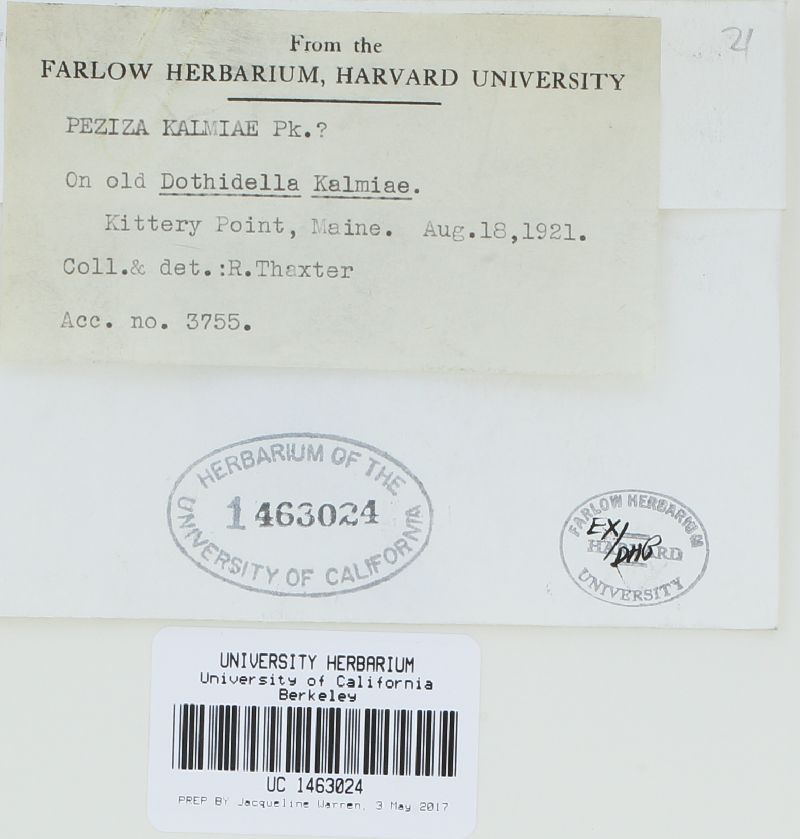 21
From the
FARLOW HERBARIUM, HARVARD UNIVERSITY
PEZIZA KALMIAE Pk.?
On old Dothidella Kalmiae.
Kittery Point, Maine. Aug.18,1921.
Coll.& det.:R.Thaxter
Acc. no. 3755.
HERBARIUM OF THE
1463024
UNIVERSITY OF CALIFORNIA
FARLOW HERBARIUM
EX/DHP
HARVARD
UNIVERSITY
UNIVERSITY HERBARIUM
University of California
Berkeley
UC 1463024
PREP BY Jacqueline Warren, 3 May 2017